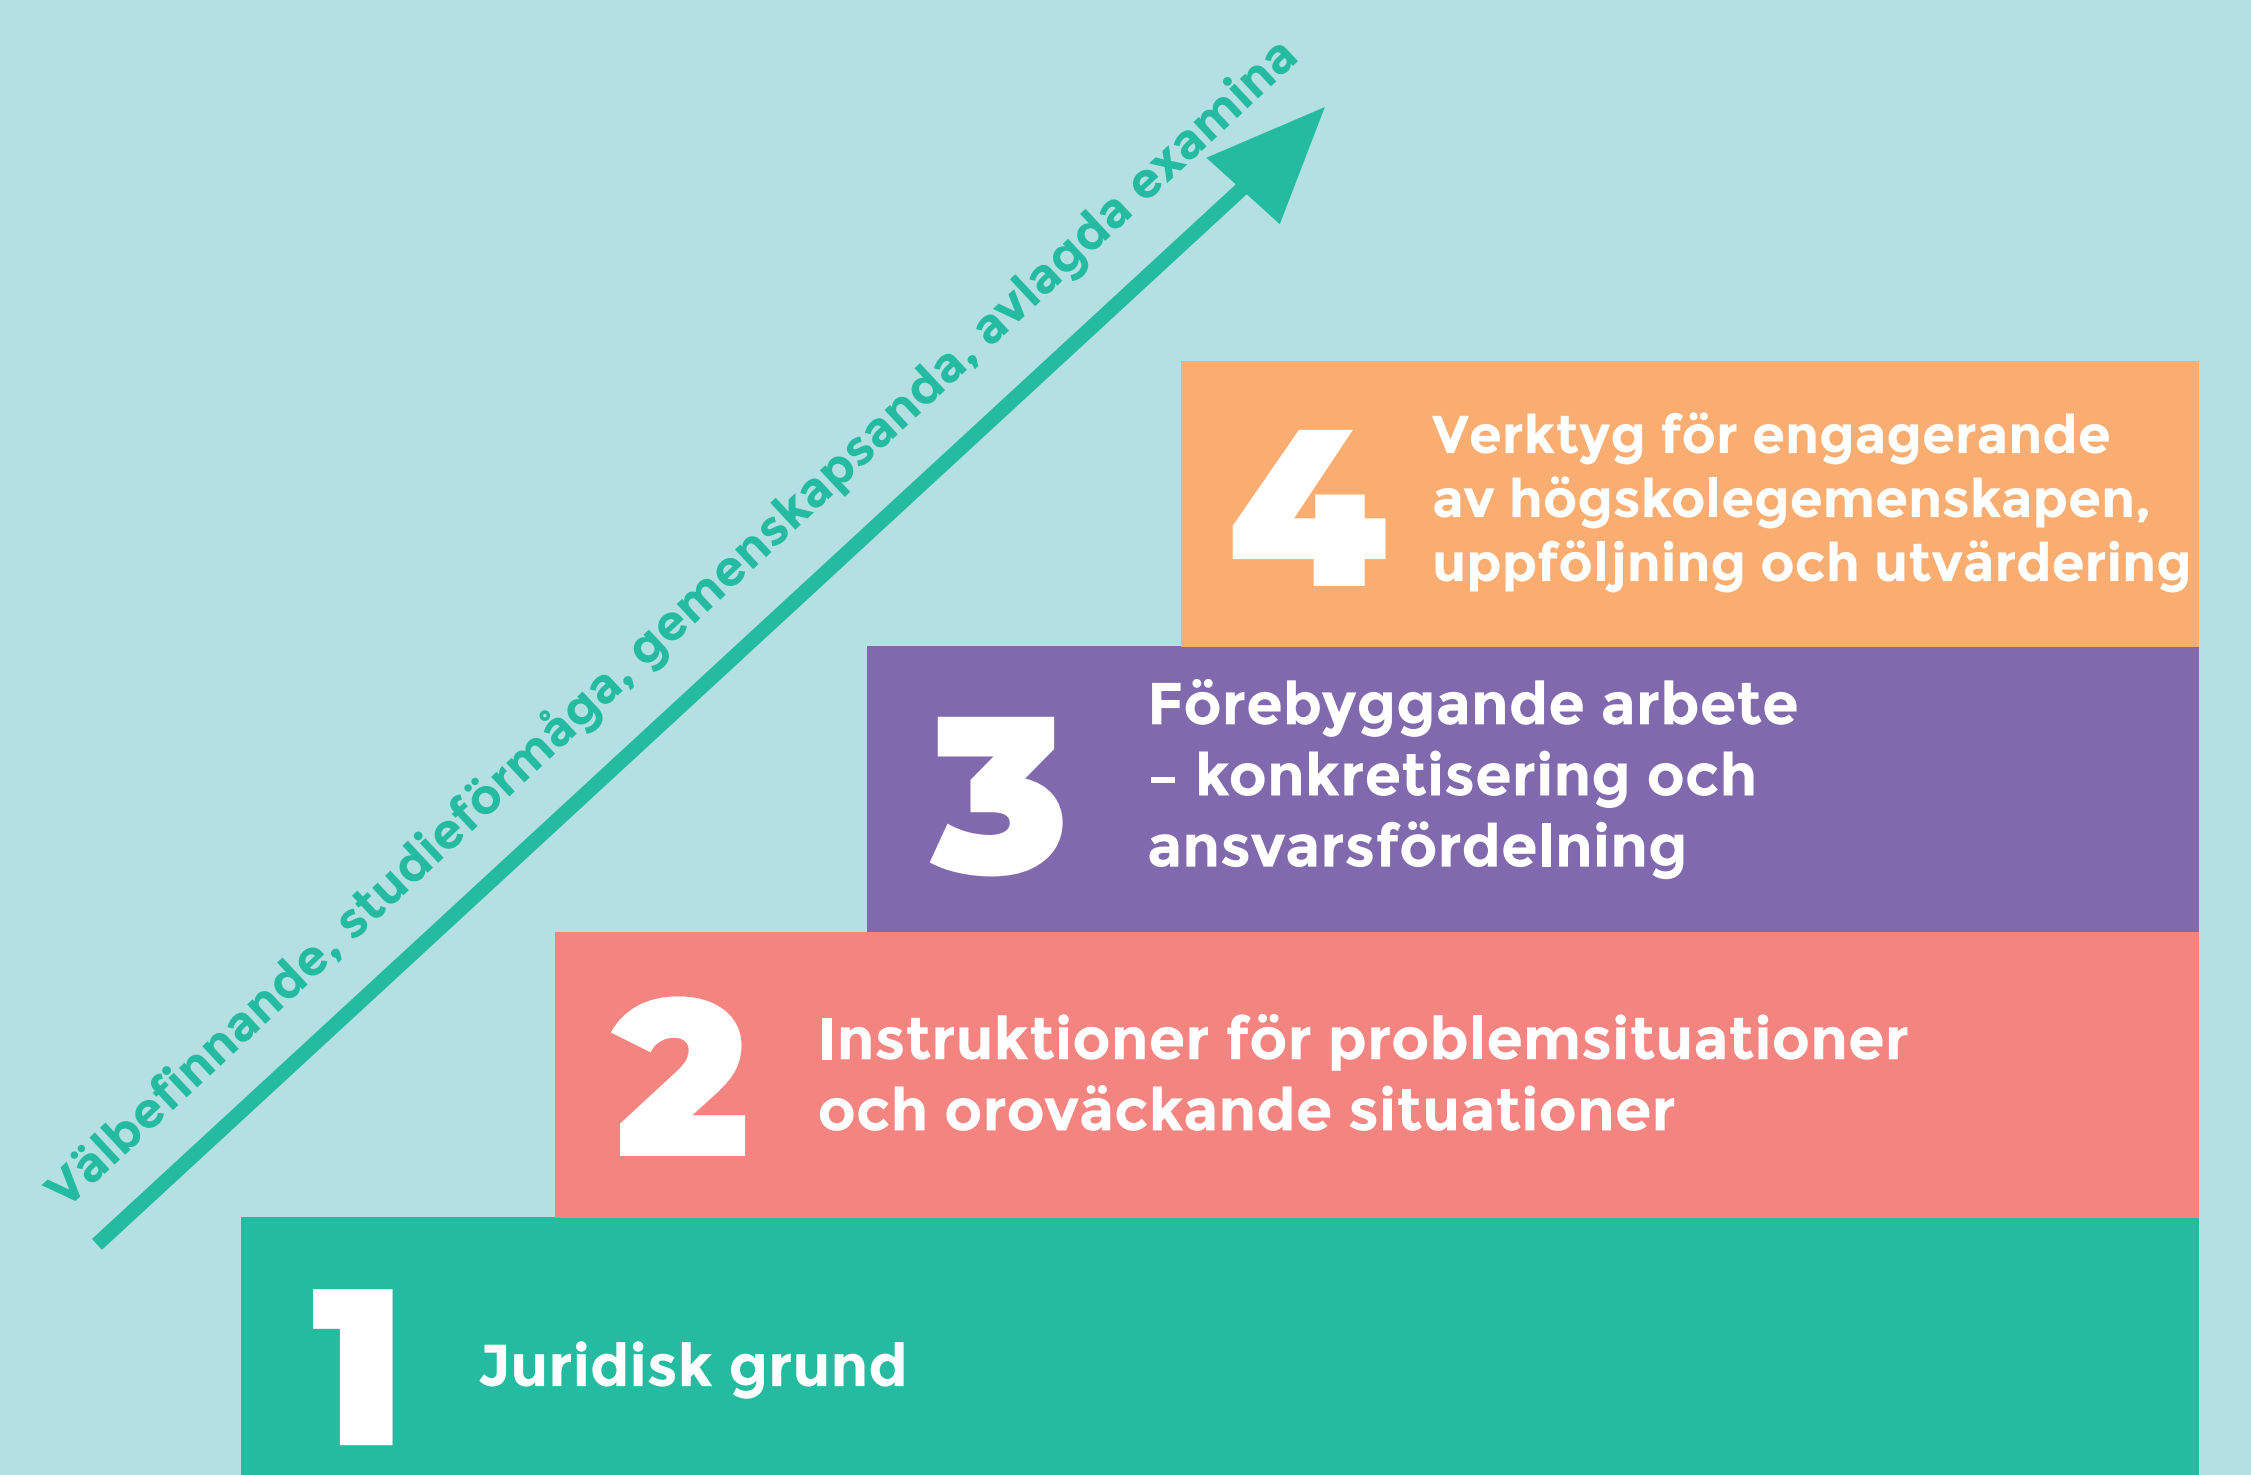 Välbefinnande, studieförmåga, gemenskapsanda, avlagda examina
4
Verktyg för engagerande
av högskolegemenskapen,
uppföljning och utvärdering
3
Förebyggande arbete
– konkretisering och
ansvarsfördelning
2
Instruktioner för problemsituationer
och oroväckande situationer
1
Juridisk grund